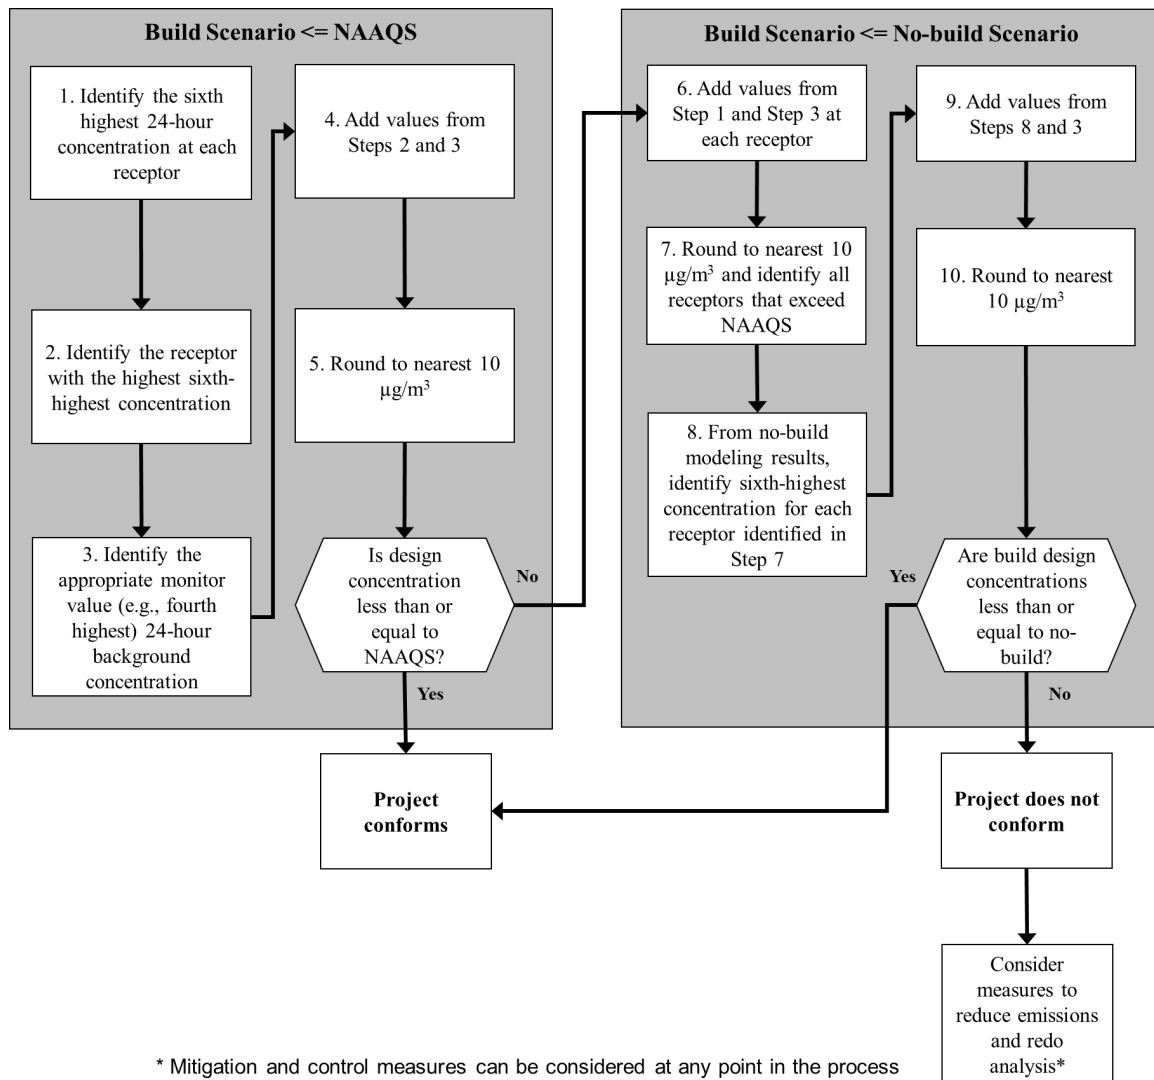 Build Scenario <= NAAQS
1. Identify the sixth
highest 24-hour
concentration at each
receptor
2. Identify the receptor
with the highest sixth-
highest concentration
3. Identify the
appropriate monitor
value (e.g., fourth
highest) 24-hour
background
concentration
4. Add values from
Steps 2 and 3
5. Round to nearest 10
µg/m³
Is design
concentration
less than or
equal to
NAAQS?
No
Yes
Build Scenario <= No-build Scenario
6. Add values from
Step 1 and Step 3 at
each receptor
7. Round to nearest 10
µg/m³ and identify all
receptors that exceed
NAAQS
8. From no-build
modeling results,
identify sixth-highest
concentration for each
receptor identified in
Step 7
9. Add values from
Steps 8 and 3
10. Round to nearest
10 µg/m³
Are build design
concentrations
less than or
equal to no-
build?
Yes
No
Project
conforms
Project does not
conform
Consider
measures to
reduce emissions
and redo
analysis*
* Mitigation and control measures can be considered at any point in the process